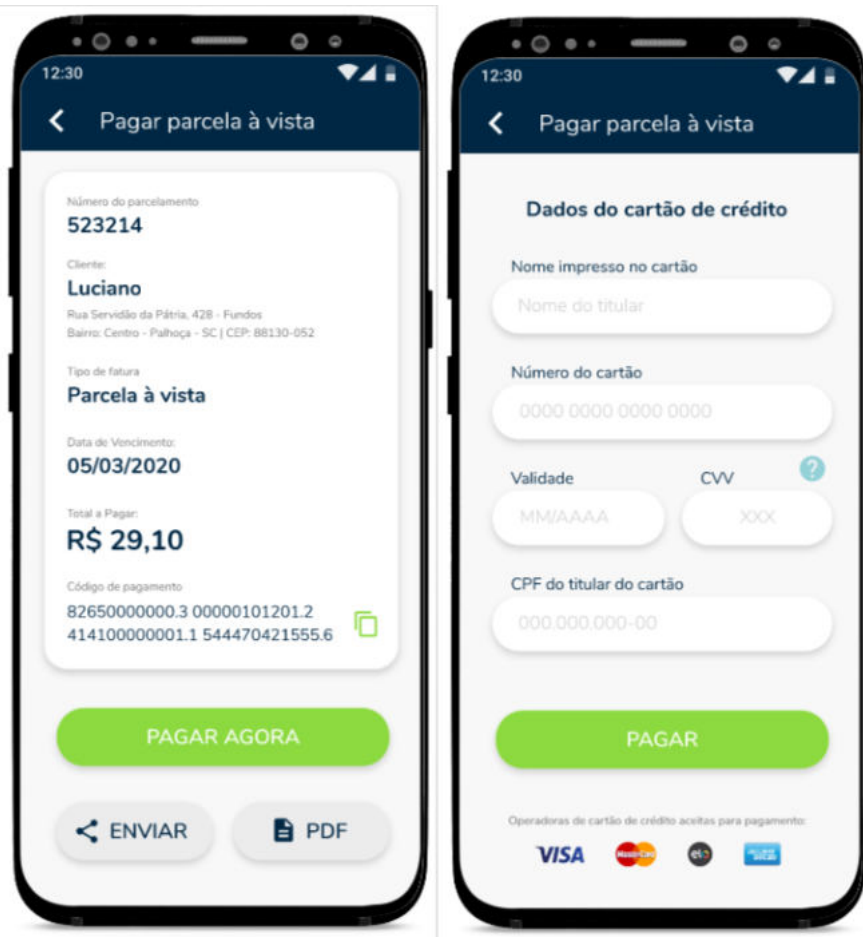 12:30
Pagar parcela à vista
Número do parcelamento
523214
Cliente:
Luciano
Rua Servidão da Pátria, 428 - Fundos
Bairro: Centro - Palhoça - SC | CEP: 88130-052
Tipo de fatura
Parcela à vista
Data de Vencimento:
05/03/2020
Total a Pagar:
R$ 29,10
Código de pagamento
82650000000.3 00000101201.2
414100000001.1 544470421555.6
PAGAR AGORA
ENVIAR
PDF
12:30
Pagar parcela à vista
Dados do cartão de crédito
Nome impresso no cartão
Nome do titular
Número do cartão
0000 0000 0000 0000
Validade
CVV
?
MM/AAAA
XXX
CPF do titular do cartão
000.000.000-00
PAGAR
Operadoras de cartão de crédito aceitas para pagamento:
VISA
MasterCard
elo